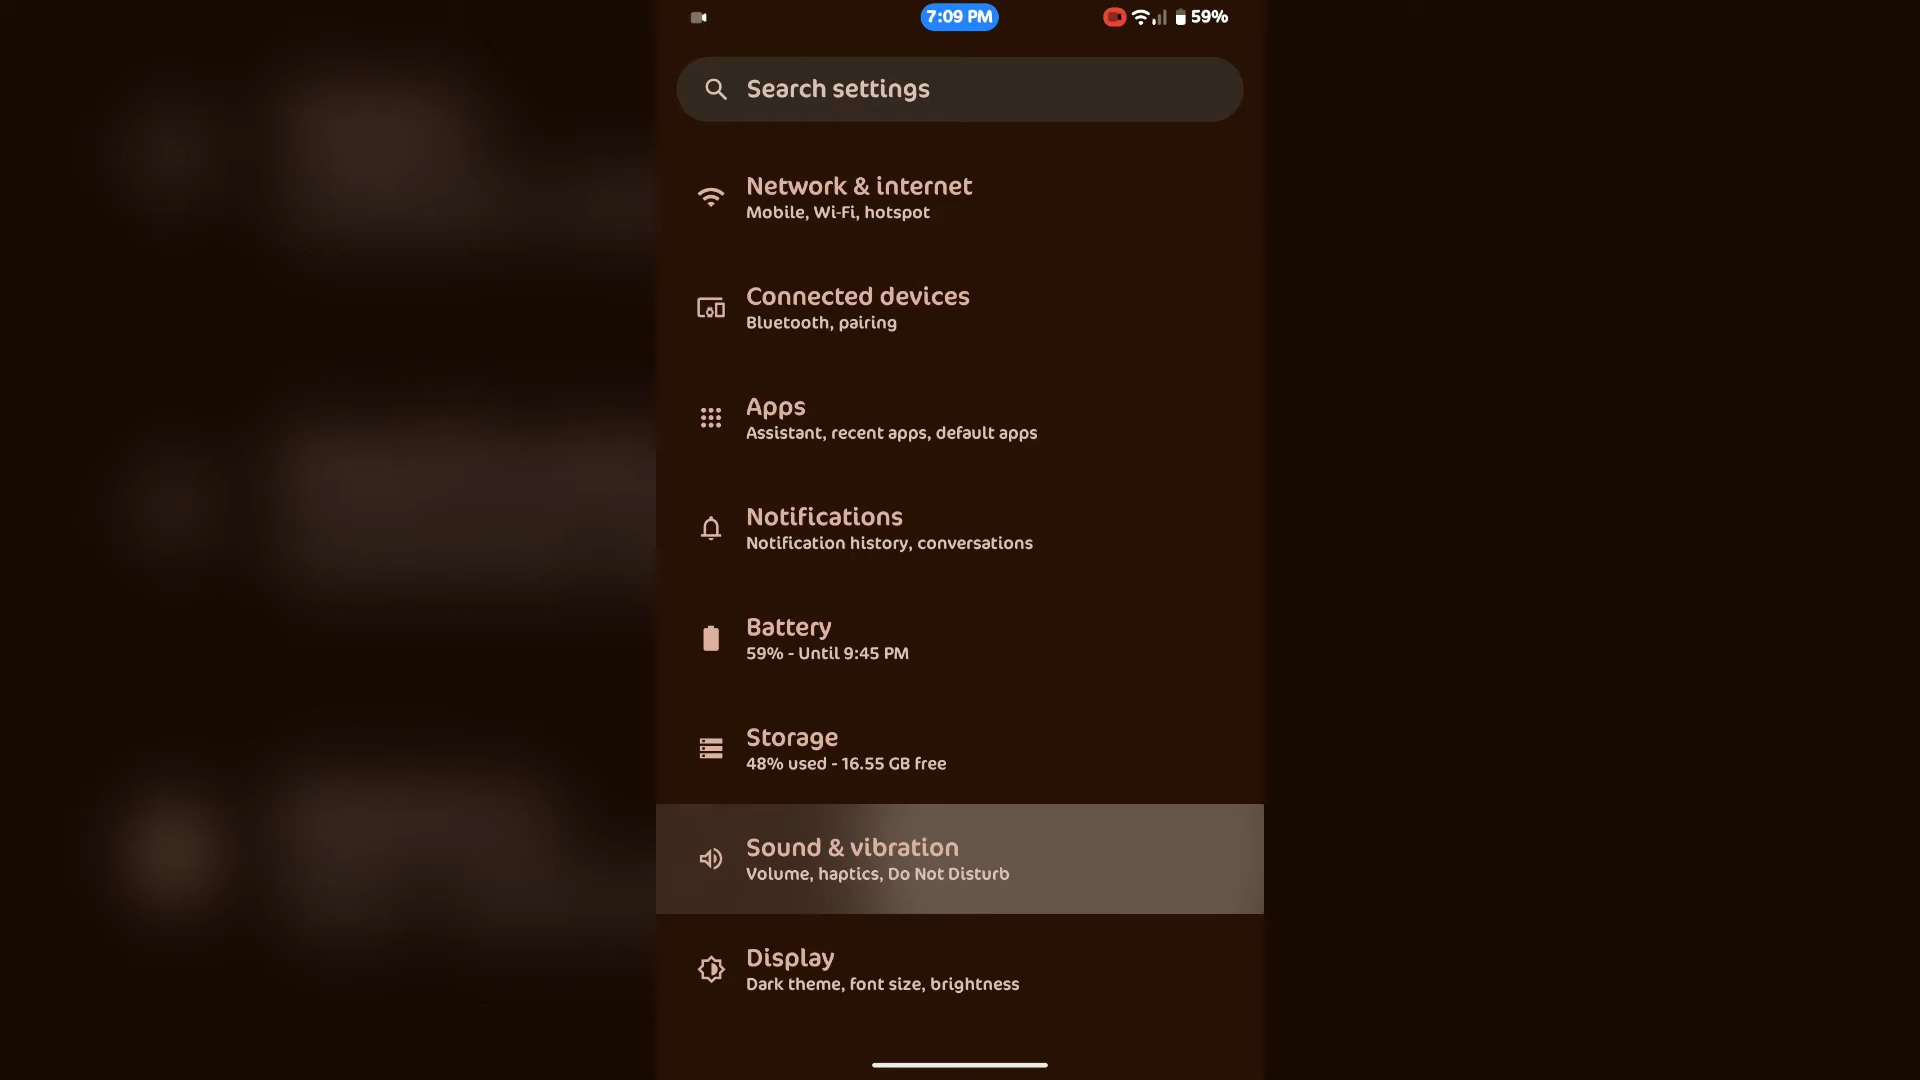 7:09 PM
59%
Search settings
Network & internet
Mobile, Wi-Fi, hotspot
Connected devices
Bluetooth, pairing
Apps
Assistant, recent apps, default apps
Notifications
Notification history, conversations
Battery
59% - Until 9:45 PM
Storage
48% used - 16.55 GB free
Sound & vibration
Volume, haptics, Do Not Disturb
Display
Dark theme, font size, brightness